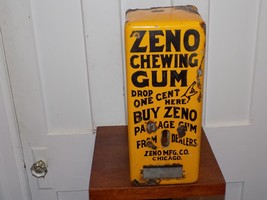 ZENO
CHEWING
GUM
DROP
ONE CENT
HERE
BUY ZENO
PACKAGE GUM
FROM DEALERS
ZENO MFG. CO.
CHICAGO.